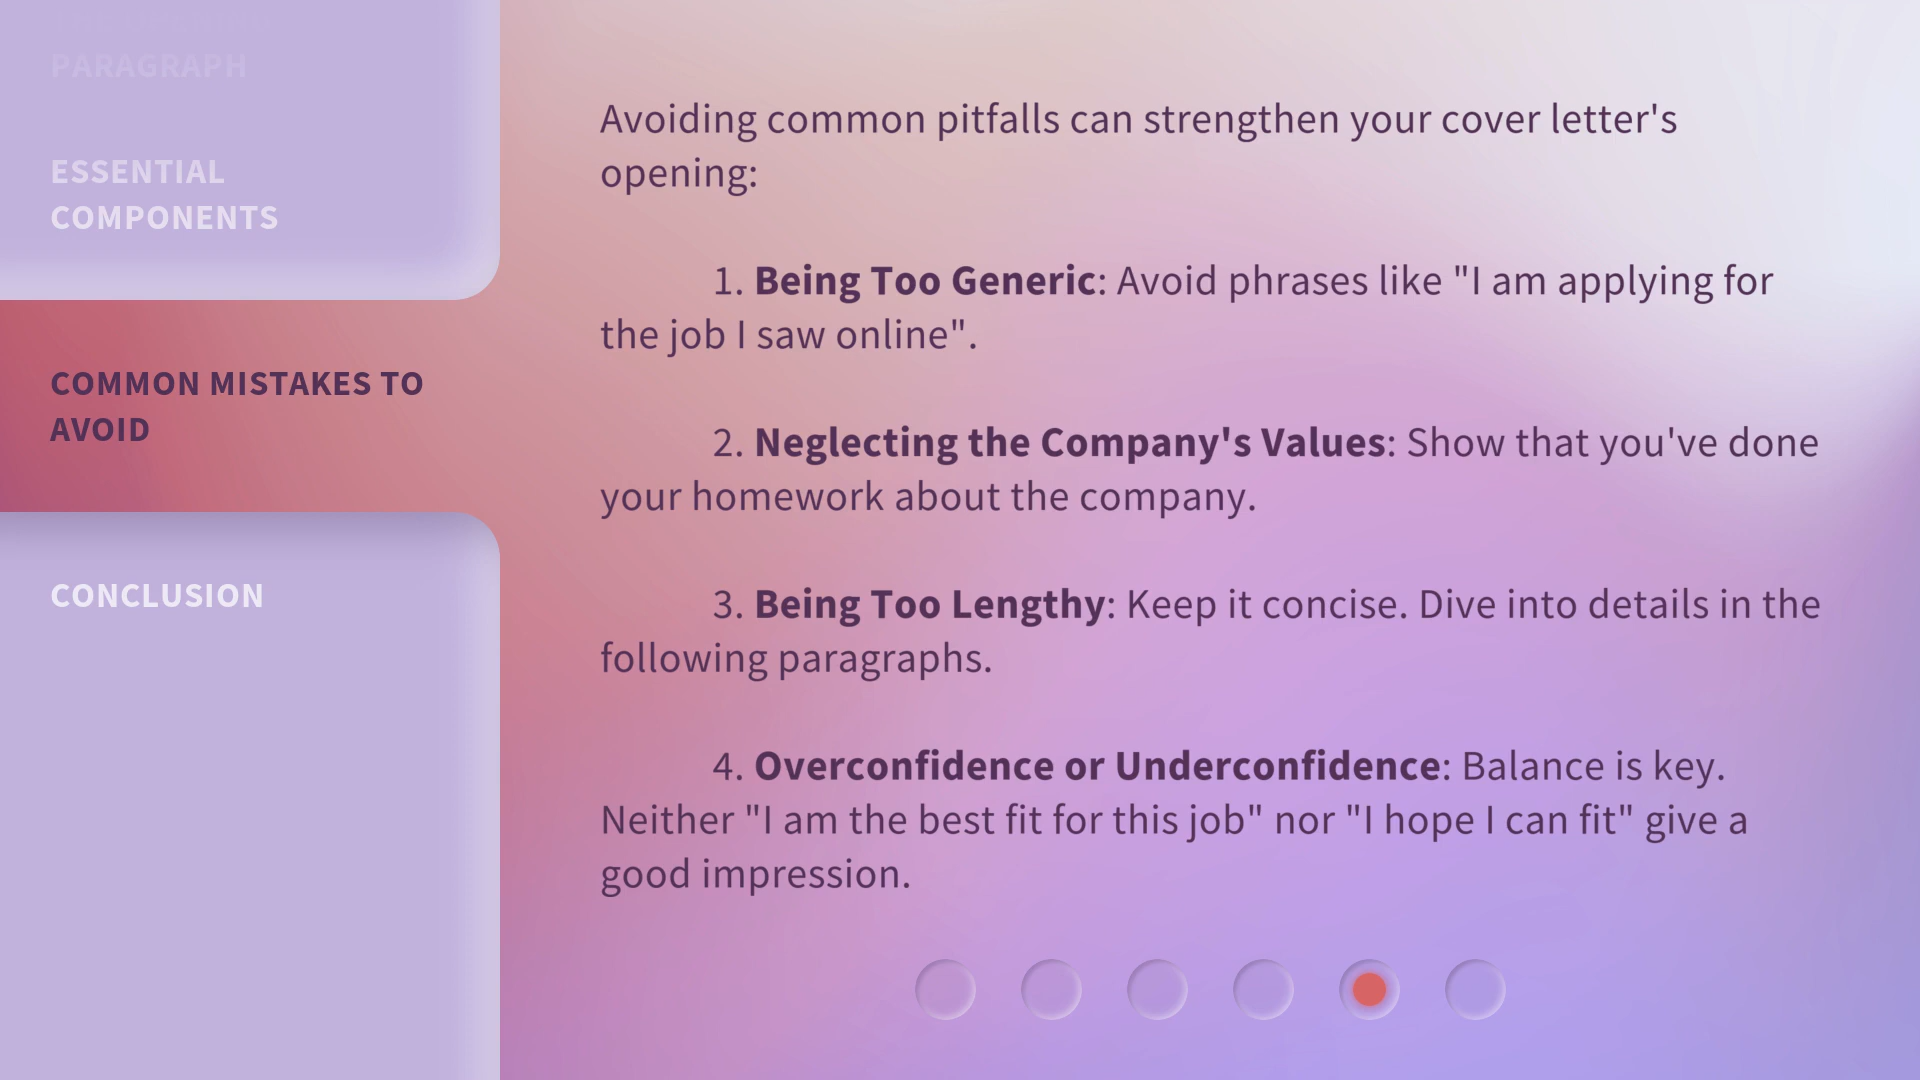 PARAGRAPH
ESSENTIAL
COMPONENTS
COMMON MISTAKES TO
AVOID
CONCLUSION
Avoiding common pitfalls can strengthen your cover letter's
opening:
1. Being Too Generic: Avoid phrases like "I am applying for
the job I saw online".
2. Neglecting the Company's Values: Show that you've done
your homework about the company.
3. Being Too Lengthy: Keep it concise. Dive into details in the
following paragraphs.
4. Overconfidence or Underconfidence: Balance is key.
Neither "I am the best fit for this job" nor "I hope I can fit" give a
good impression.